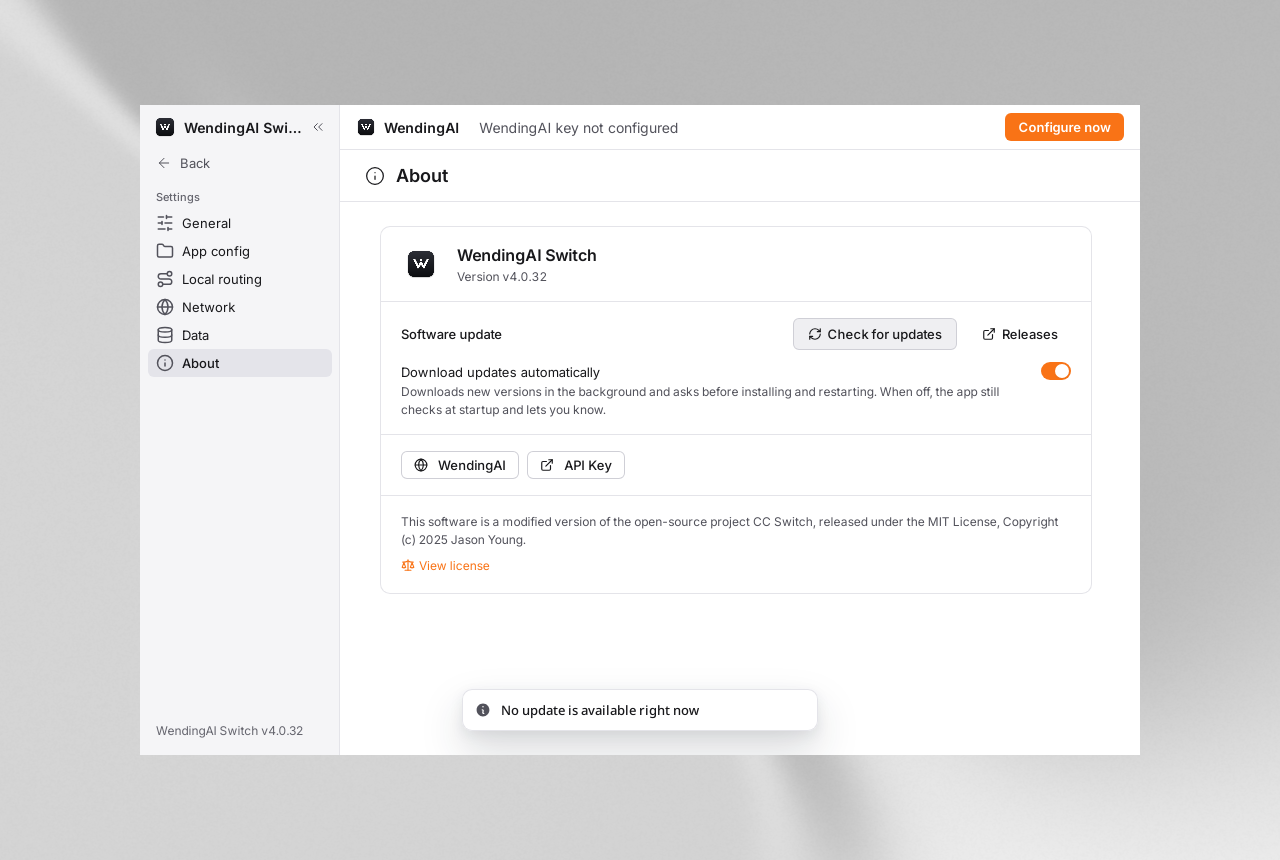 WendingAI Swi...
Back
Settings
General
App config
Local routing
Network
Data
About
WendingAI Switch v4.0.32
WendingAI WendingAI key not configured Configure now
About
WendingAI Switch
Version v4.0.32
Software update Check for updates Releases
Download updates automatically
Downloads new versions in the background and asks before installing and restarting. When off, the app still
checks at startup and lets you know.
WendingAI API Key
This software is a modified version of the open-source project CC Switch, released under the MIT License, Copyright
(c) 2025 Jason Young.
View license
No update is available right now